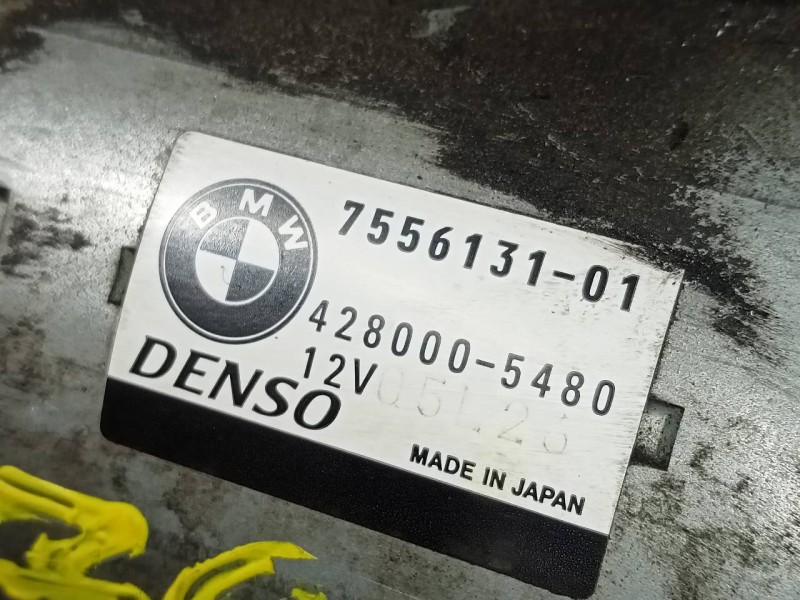 BMW
7556131-01
428000-5480
12V
DENSO
MADE IN JAPAN